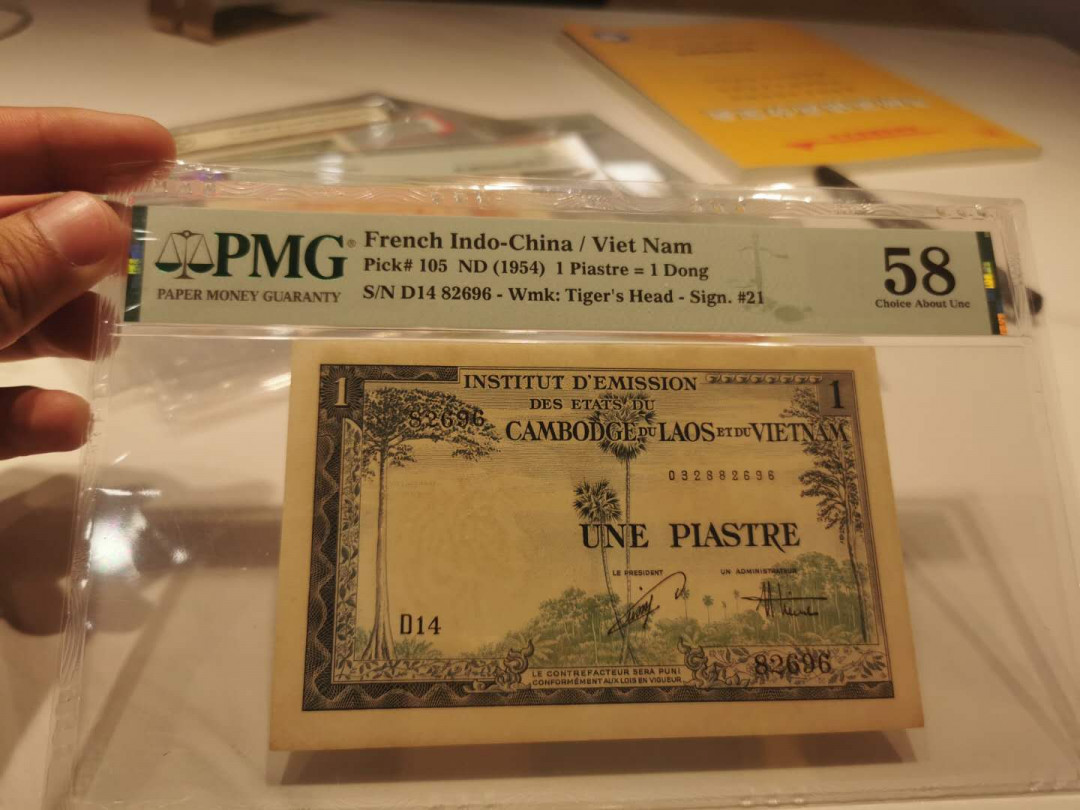 PMG®
PAPER MONEY GUARANTY
French Indo-China / Viet Nam
Pick# 105 ND (1954) 1 Piastre = 1 Dong
S/N D14 82696 - Wmk: Tiger's Head - Sign. #21
58
Choice About Unc
1
INSTITUT D'EMISSION
1
DES ETATS DU
82696
CAMBODGE DU LAOS ET DU VIETNAM
032882696
UNE PIASTRE
LE PRESIDENT
UN ADMINISTRATEUR
D14
82696
LE CONTREFACTEUR SERA PUNI
CONFORMÉMENT AUX LOIS EN VIGUEUR